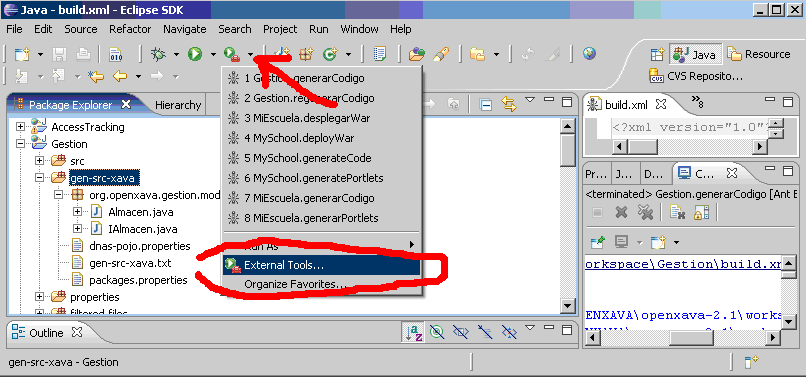 Java - build.xml - Eclipse SDK
File Edit Source Refactor Navigate Search Project Run Window Help
Java Resource
CVS Reposito...
Package Explorer Hierarchy
AccessTracking
Gestion
src
gen-src-xava
org.openxava.gestion.mod
Almacen.java
IAlmacen.java
dnas-pojo.properties
gen-src-xava.txt
packages.properties
properties
filtered-files
1 Gestion.generarCodigo
2 Gestion.regenerarCodigo
3 MiEscuela.desplegarWar
4 MySchool.deployWar
5 MySchool.generateCode
6 MySchool.generatePortlets
7 MiEscuela.generarCodigo
8 MiEscuela.generarPortlets
Run As
External Tools...
Organize Favorites...
build.xml »8
<?xml version="1.0"
P... J... D... C...
<terminated> Gestion.generarCodigo [Ant B
orkspace\Gestion\build.xm
ENXAVA\openxava-2.1\works
Outline
gen-src-xava - Gestion